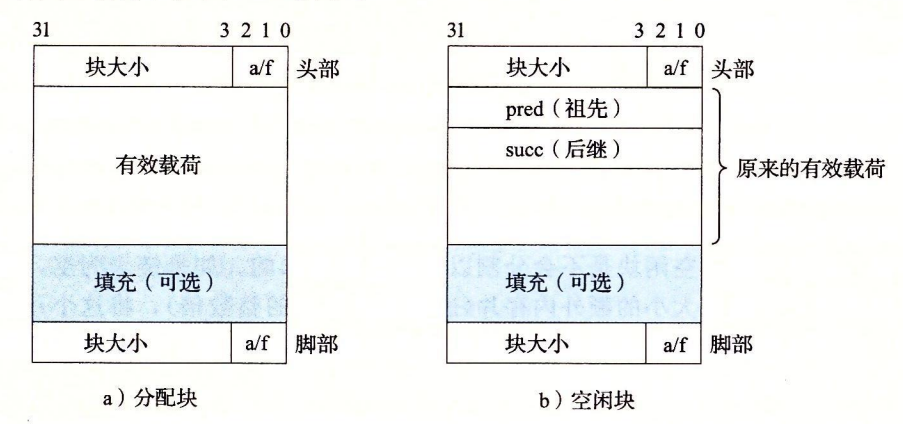 31 3 2 1 0
块大小 a/f 头部
有效载荷
填充（可选）
块大小 a/f 脚部
a）分配块
31 3 2 1 0
块大小 a/f 头部
pred（祖先）
succ（后继）
原来的有效载荷
填充（可选）
块大小 a/f 脚部
b）空闲块